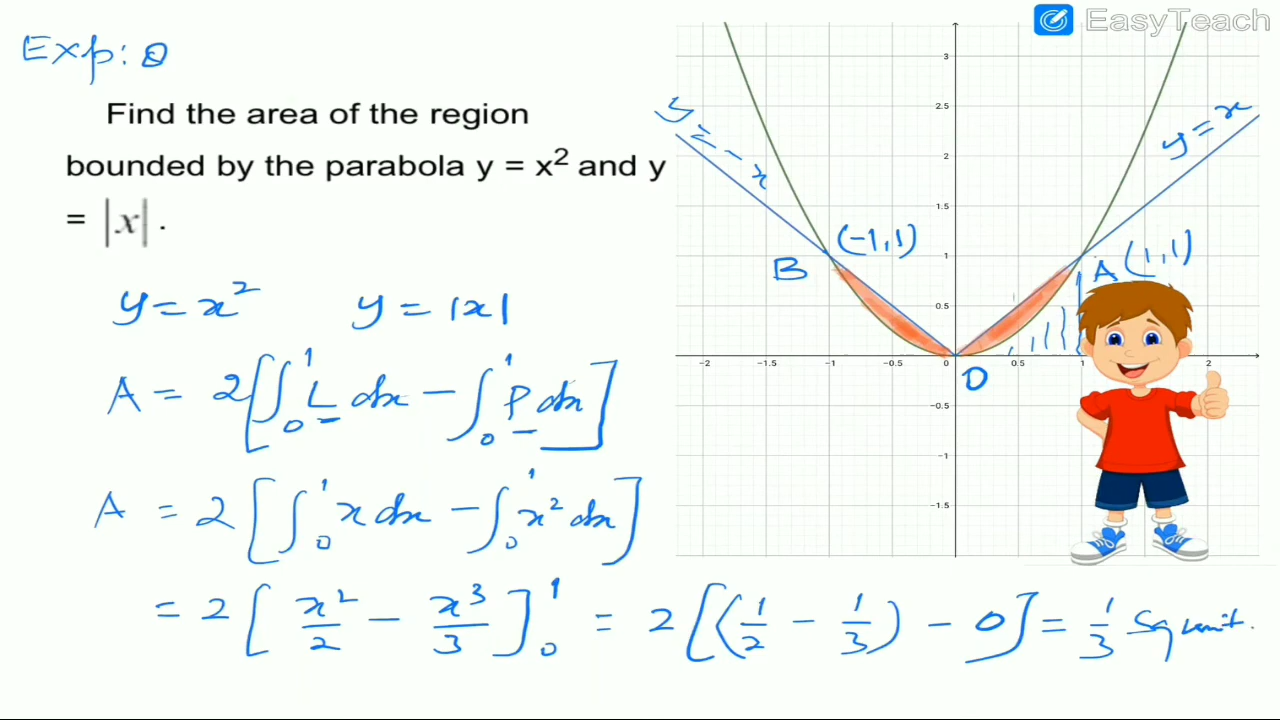 EasyTeach
Exp:
Find the area of the region
bounded by the parabola y = x² and y
= |x|.
y = x²    y = |x|
A = 2[∫₀¹ L dx − ∫₀¹ P dx]
A = 2[∫₀¹ x dx − ∫₀¹ x² dx]
= 2[x²/2 − x³/3]₀¹ = 2[(1/2 − 1/3) − 0] = 1/3 Sq unit.
y = -x
y = x
(-1,1)
B
A (1,1)
O
3
2.5
2
1.5
1
0.5
-2 -1.5 -1 -0.5 0 0.5 1 2
-0.5
-1
-1.5